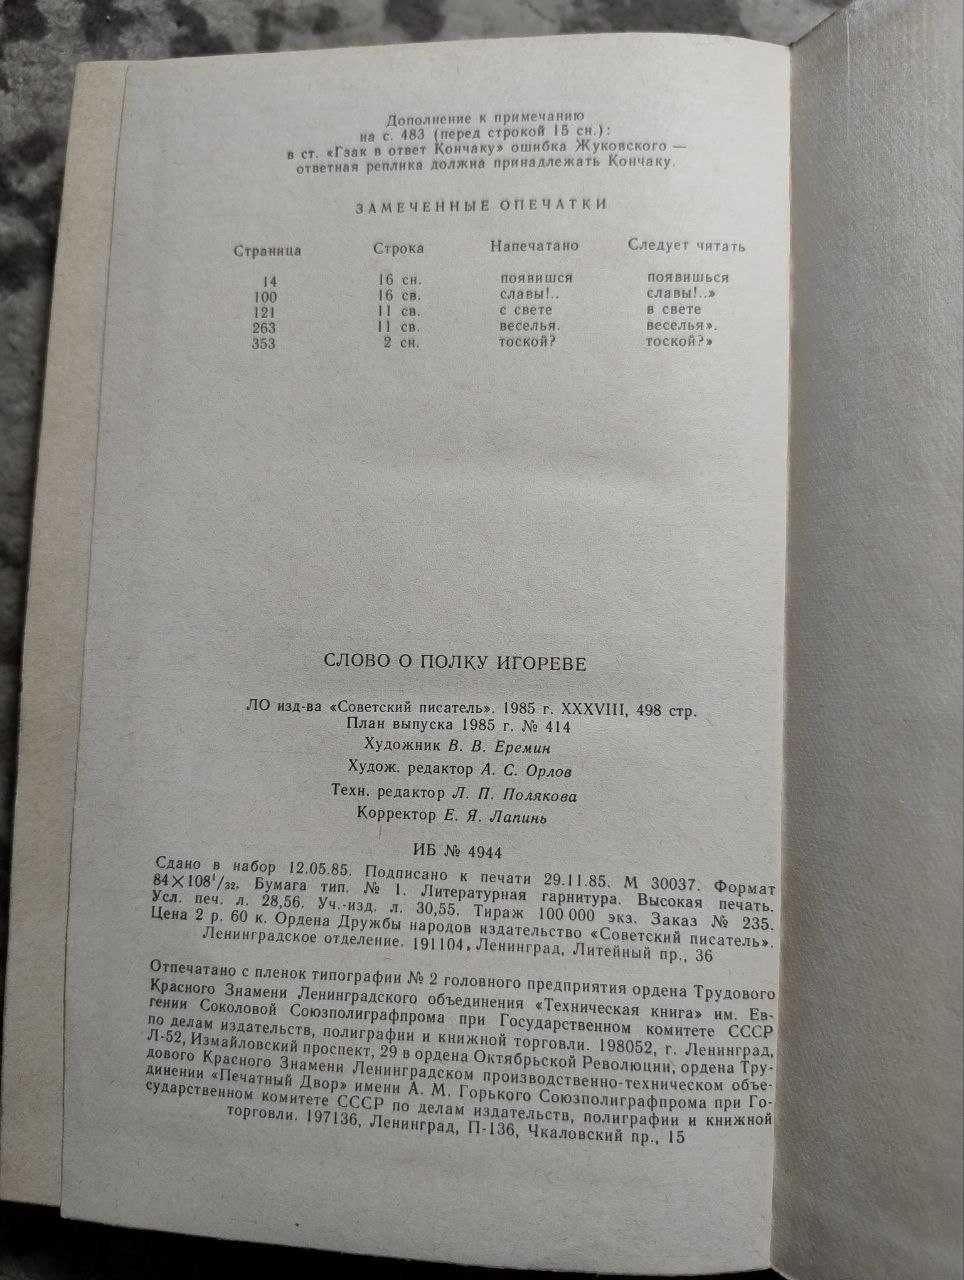 Дополнение к примечанию
на с. 483 (перед строкой 15 сн.):
в ст. «Гзак в ответ Кончаку» ошибка Жуковского —
ответная реплика должна принадлежать Кончаку.
ЗАМЕЧЕННЫЕ ОПЕЧАТКИ
Страница Строка Напечатано Следует читать
14 16 сн. появишся появишься
100 16 св. славы!.. славы!..»
121 11 св. с свете в свете
263 11 св. веселья. веселья».
353 2 сн. тоской? тоской?»
СЛОВО О ПОЛКУ ИГОРЕВЕ
ЛО изд-ва «Советский писатель». 1985 г. XXXVIII, 498 стр.
План выпуска 1985 г. № 414
Художник В. В. Еремин
Худож. редактор А. С. Орлов
Техн. редактор Л. П. Полякова
Корректор Е. Я. Лапинь
ИБ № 4944
Сдано в набор 12.05.85. Подписано к печати 29.11.85. М 30037. Формат
84×108¹/₃₂. Бумага тип. № 1. Литературная гарнитура. Высокая печать.
Усл. печ. л. 28,56. Уч.-изд. л. 30,55. Тираж 100 000 экз. Заказ № 235.
Цена 2 р. 60 к. Ордена Дружбы народов издательство «Советский писатель».
Ленинградское отделение. 191104, Ленинград, Литейный пр., 36
Отпечатано с пленок типографии № 2 головного предприятия ордена Трудового
Красного Знамени Ленинградского объединения «Техническая книга» им. Ев-
гении Соколовой Союзполиграфпрома при Государственном комитете СССР
по делам издательств, полиграфии и книжной торговли. 198052, г. Ленинград,
Л-52, Измайловский проспект, 29 в ордена Октябрьской Революции, ордена Тру-
дового Красного Знамени Ленинградском производственно-техническом объе-
динении «Печатный Двор» имени А. М. Горького Союзполиграфпрома при Го-
сударственном комитете СССР по делам издательств, полиграфии и книжной
торговли. 197136, Ленинград, П-136, Чкаловский пр., 15